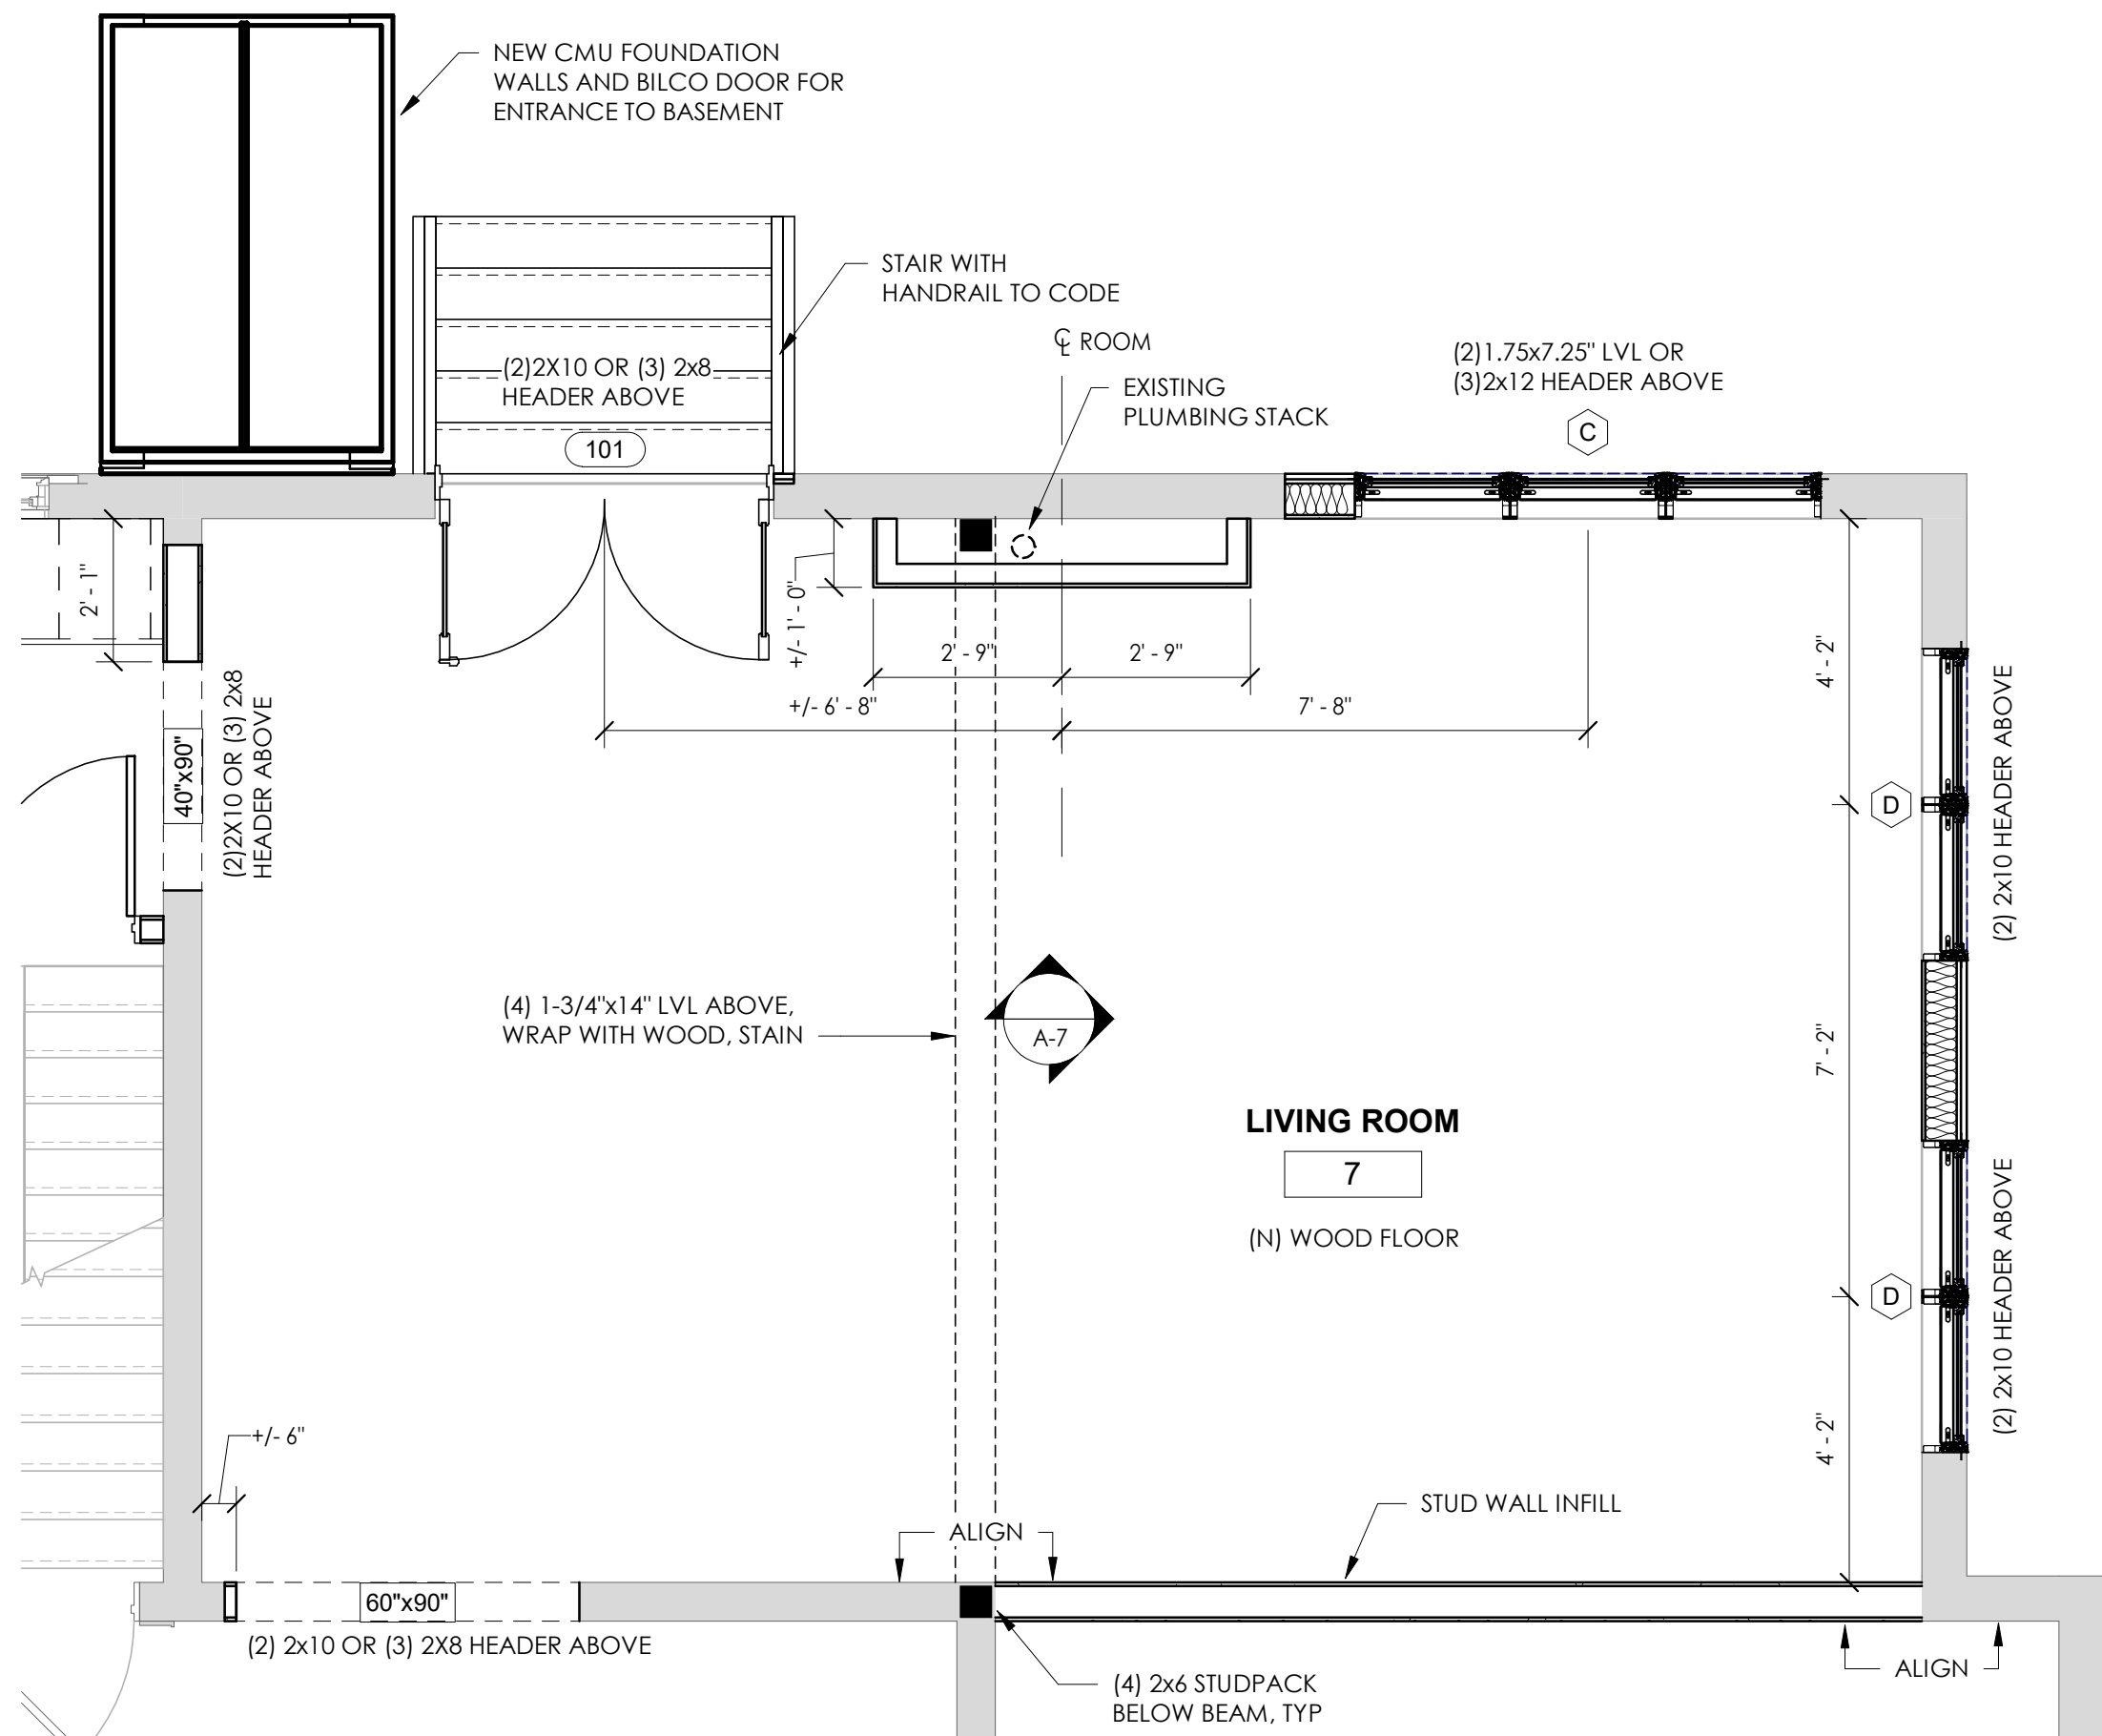 NEW CMU FOUNDATION
WALLS AND BILCO DOOR FOR
ENTRANCE TO BASEMENT
STAIR WITH
HANDRAIL TO CODE
℄ ROOM
(2)1.75x7.25" LVL OR
(3)2x12 HEADER ABOVE
(2)2X10 OR (3) 2x8
HEADER ABOVE
EXISTING
PLUMBING STACK
101
C
2' - 1"
+/- 1' - 0"
2' - 9"
2' - 9"
+/- 6' - 8"
7' - 8"
4' - 2"
40"x90"
(2)2X10 OR (3) 2x8
HEADER ABOVE
D
(2) 2x10 HEADER ABOVE
(4) 1-3/4"x14" LVL ABOVE,
WRAP WITH WOOD, STAIN
A-7
7' - 2"
LIVING ROOM
7
(N) WOOD FLOOR
D
(2) 2x10 HEADER ABOVE
4' - 2"
+/- 6"
STUD WALL INFILL
ALIGN
60"x90"
(2) 2x10 OR (3) 2X8 HEADER ABOVE
(4) 2x6 STUDPACK
BELOW BEAM, TYP
ALIGN